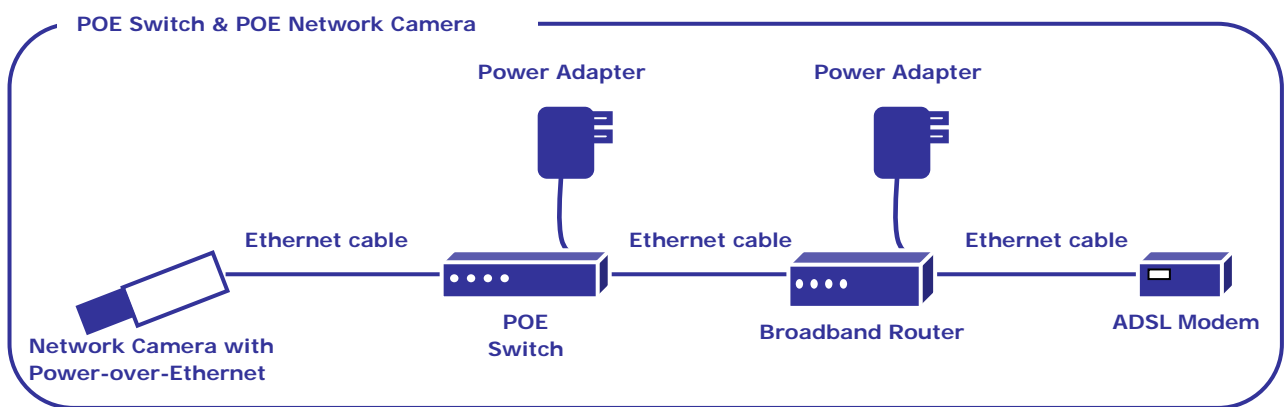 POE Switch & POE Network Camera
Power Adapter
Power Adapter
Ethernet cable
Ethernet cable
Ethernet cable
POE
Switch
Broadband Router
ADSL Modem
Network Camera with
Power-over-Ethernet